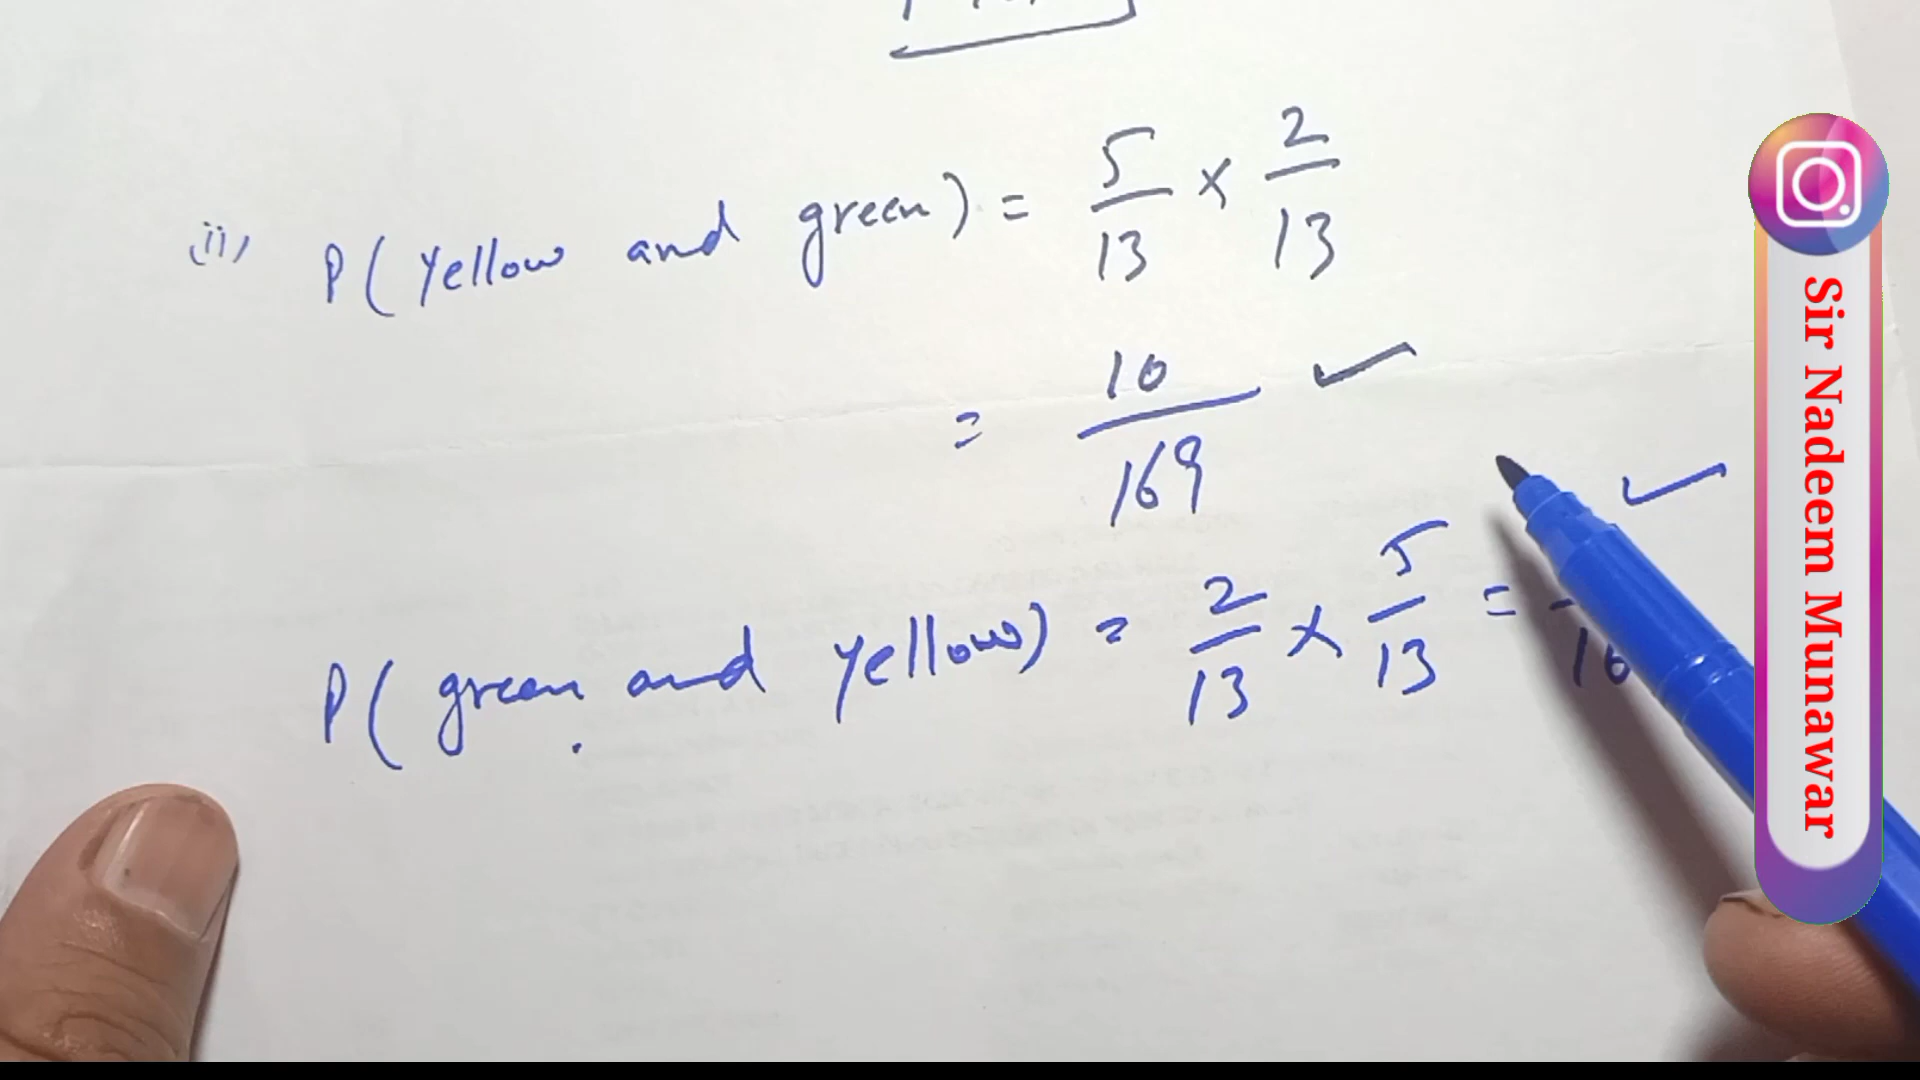 (ii) P(Yellow and green) = 5/13 × 2/13
= 10/169 ✓
P(green and yellow) = 2/13 × 5/13 = ✓
Sir Nadeem Munawar